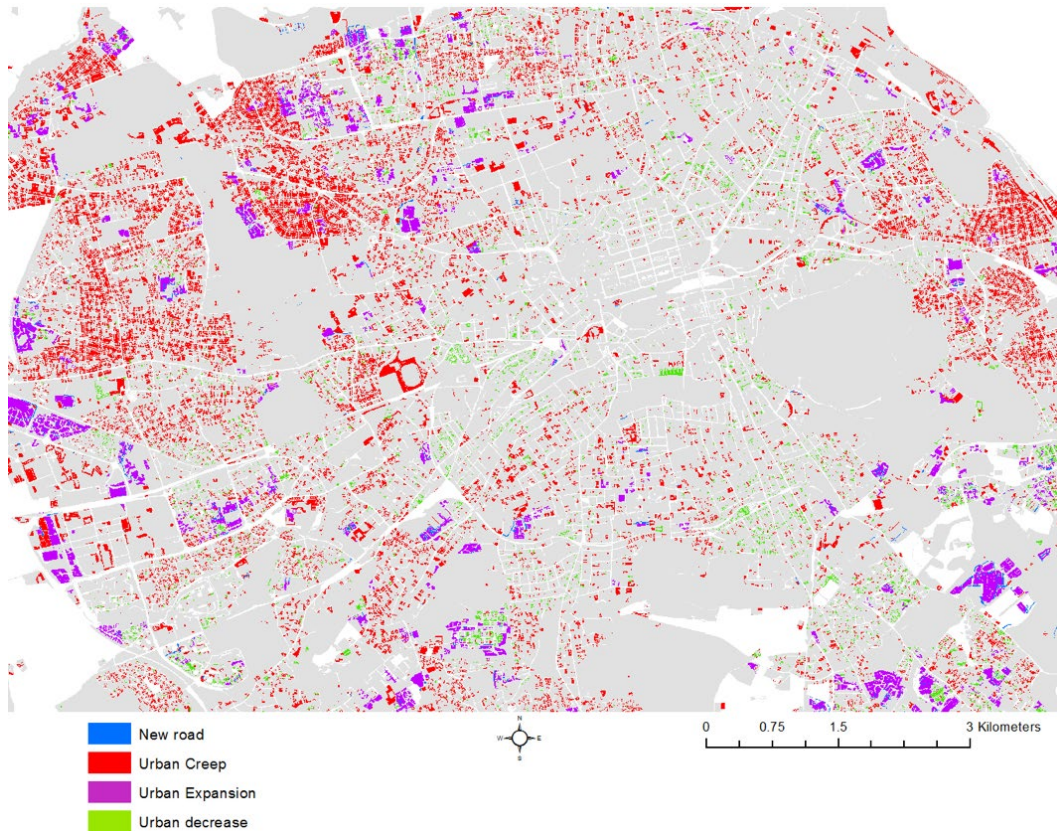 New road
Urban Creep
Urban Expansion
Urban decrease
N
W E
S
0 0.75 1.5 3 Kilometers